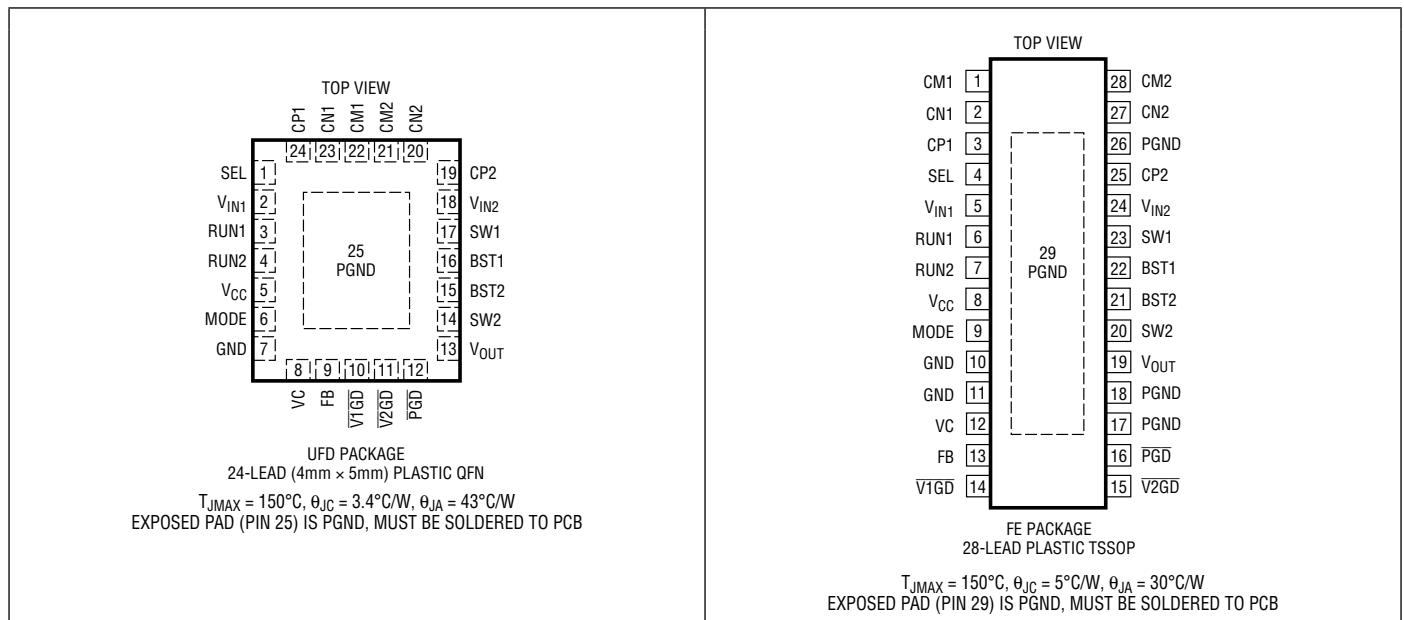 TOP VIEW
CP1
CN1
CM1
CM2
CN2
24 23 22 21 20
SEL 1
VIN1 2
RUN1 3
RUN2 4
VCC 5
MODE 6
GND 7
25
PGND
19 CP2
18 VIN2
17 SW1
16 BST1
15 BST2
14 SW2
13 VOUT
8 9 10 11 12
VC
FB
V1GD
V2GD
PGD
UFD PACKAGE
24-LEAD (4mm × 5mm) PLASTIC QFN
TJMAX = 150°C, θJC = 3.4°C/W, θJA = 43°C/W
EXPOSED PAD (PIN 25) IS PGND, MUST BE SOLDERED TO PCB
TOP VIEW
CM1 1
CN1 2
CP1 3
SEL 4
VIN1 5
RUN1 6
RUN2 7
VCC 8
MODE 9
GND 10
GND 11
VC 12
FB 13
V1GD 14
29
PGND
28 CM2
27 CN2
26 PGND
25 CP2
24 VIN2
23 SW1
22 BST1
21 BST2
20 SW2
19 VOUT
18 PGND
17 PGND
16 PGD
15 V2GD
FE PACKAGE
28-LEAD PLASTIC TSSOP
TJMAX = 150°C, θJC = 5°C/W, θJA = 30°C/W
EXPOSED PAD (PIN 29) IS PGND, MUST BE SOLDERED TO PCB